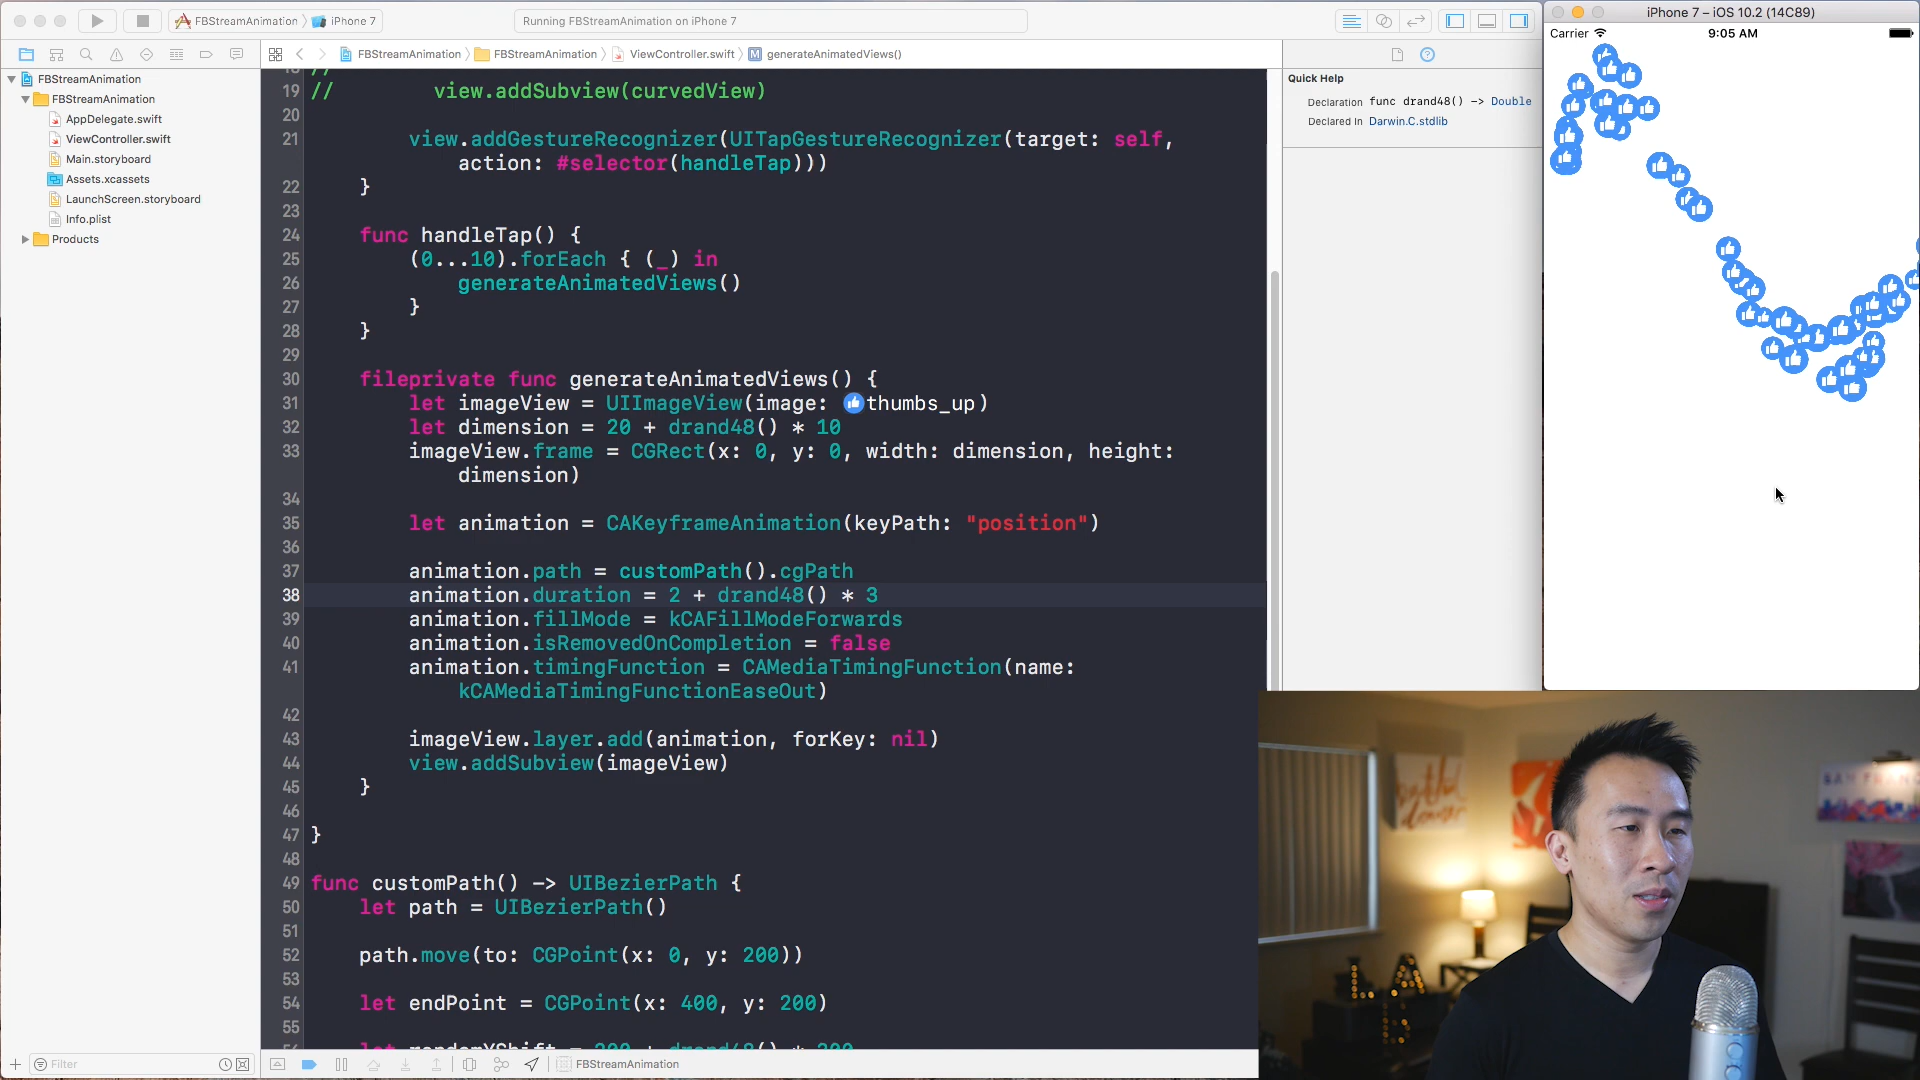 FBStreamAnimation
iPhone 7
Running FBStreamAnimation on iPhone 7
iPhone 7 – iOS 10.2 (14C89)
Carrier
9:05 AM
FBStreamAnimation
FBStreamAnimation
ViewController.swift
generateAnimatedViews()
FBStreamAnimation
FBStreamAnimation
AppDelegate.swift
ViewController.swift
Main.storyboard
Assets.xcassets
LaunchScreen.storyboard
Info.plist
Products
19 // view.addSubview(curvedView)
20
21 view.addGestureRecognizer(UITapGestureRecognizer(target: self,
action: #selector(handleTap)))
22 }
23
24 func handleTap() {
25 (0...10).forEach { (_) in
26 generateAnimatedViews()
27 }
28 }
29
30 fileprivate func generateAnimatedViews() {
31 let imageView = UIImageView(image: thumbs_up)
32 let dimension = 20 + drand48() * 10
33 imageView.frame = CGRect(x: 0, y: 0, width: dimension, height:
dimension)
34
35 let animation = CAKeyframeAnimation(keyPath: "position")
36
37 animation.path = customPath().cgPath
38 animation.duration = 2 + drand48() * 3
39 animation.fillMode = kCAFillModeForwards
40 animation.isRemovedOnCompletion = false
41 animation.timingFunction = CAMediaTimingFunction(name:
kCAMediaTimingFunctionEaseOut)
42
43 imageView.layer.add(animation, forKey: nil)
44 view.addSubview(imageView)
45 }
46
47 }
48
49 func customPath() -> UIBezierPath {
50 let path = UIBezierPath()
51
52 path.move(to: CGPoint(x: 0, y: 200))
53
54 let endPoint = CGPoint(x: 400, y: 200)
55
Quick Help
Declaration func drand48() -> Double
Declared In Darwin.C.stdlib
Filter
FBStreamAnimation